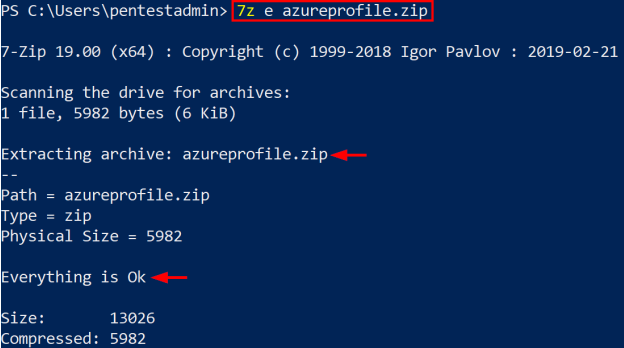 PS C:\Users\pentestadmin> 7z e azureprofile.zip
7-Zip 19.00 (x64) : Copyright (c) 1999-2018 Igor Pavlov : 2019-02-21
Scanning the drive for archives:
1 file, 5982 bytes (6 KiB)
Extracting archive: azureprofile.zip
--
Path = azureprofile.zip
Type = zip
Physical Size = 5982
Everything is Ok
Size: 13026
Compressed: 5982